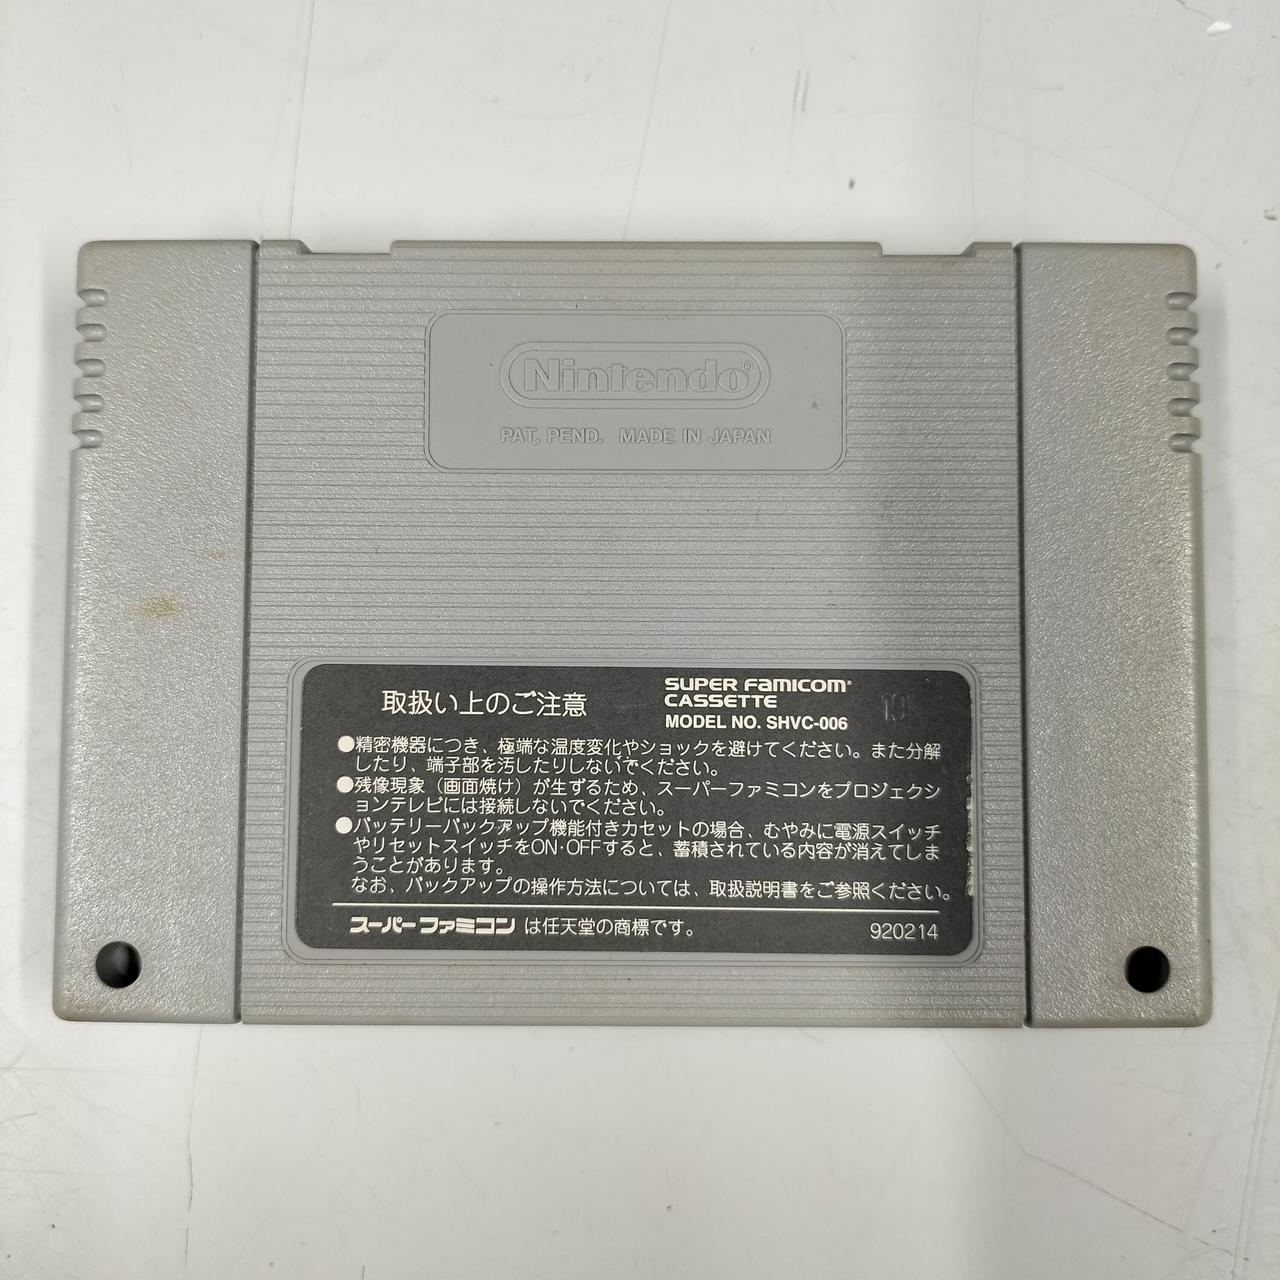 Nintendo®
PAT. PEND. MADE IN JAPAN
取扱い上のご注意
SUPER FAMICOM®
CASSETTE
MODEL NO. SHVC-006
10
●精密機器につき、極端な温度変化やショックを避けてください。また分解
したり、端子部を汚したりしないでください。
●残像現象（画面焼け）が生ずるため、スーパーファミコンをプロジェクシ
ョンテレビには接続しないでください。
●バッテリーバックアップ機能付きカセットの場合、むやみに電源スイッチ
やリセットスイッチをON・OFFすると、蓄積されている内容が消えてしま
うことがあります。
なお、バックアップの操作方法については、取扱説明書をご参照ください。
スーパーファミコン は任天堂の商標です。
920214